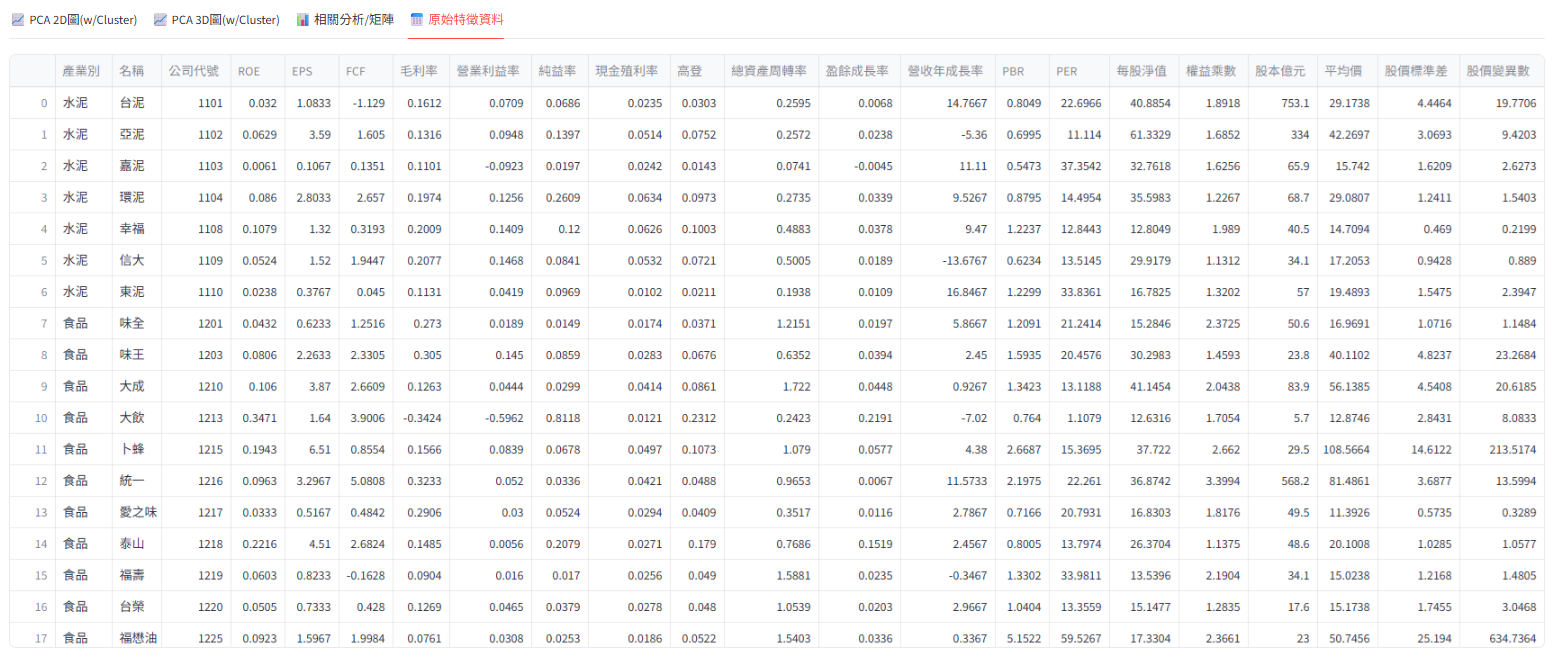 PCA 2D圖(w/Cluster) PCA 3D圖(w/Cluster) 相關分析/矩陣 原始特徵資料
產業別 名稱 公司代號 ROE EPS FCF 毛利率 營業利益率 純益率 現金殖利率 高登 總資產周轉率 盈餘成長率 營收年成長率 PBR PER 每股淨值 權益乘數 股本億元 平均價 股價標準差 股價變異數
0 水泥 台泥 1101 0.032 1.0833 -1.129 0.1612 0.0709 0.0686 0.0235 0.0303 0.2595 0.0068 14.7667 0.8049 22.6966 40.8854 1.8918 753.1 29.1738 4.4464 19.7706
1 水泥 亞泥 1102 0.0629 3.59 1.605 0.1316 0.0948 0.1397 0.0514 0.0752 0.2572 0.0238 -5.36 0.6995 11.114 61.3329 1.6852 334 42.2697 3.0693 9.4203
2 水泥 嘉泥 1103 0.0061 0.1067 0.1351 0.1101 -0.0923 0.0197 0.0242 0.0143 0.0741 -0.0045 11.11 0.5473 37.3542 32.7618 1.6256 65.9 15.742 1.6209 2.6273
3 水泥 環泥 1104 0.086 2.8033 2.657 0.1974 0.1256 0.2609 0.0634 0.0973 0.2735 0.0339 9.5267 0.8795 14.4954 35.5983 1.2267 68.7 29.0807 1.2411 1.5403
4 水泥 幸福 1108 0.1079 1.32 0.3193 0.2009 0.1409 0.12 0.0626 0.1003 0.4883 0.0378 9.47 1.2237 12.8443 12.8049 1.989 40.5 14.7094 0.469 0.2199
5 水泥 信大 1109 0.0524 1.52 1.9447 0.2077 0.1468 0.0841 0.0532 0.0721 0.5005 0.0189 -13.6767 0.6234 13.5145 29.9179 1.1312 34.1 17.2053 0.9428 0.889
6 水泥 東泥 1110 0.0238 0.3767 0.045 0.1131 0.0419 0.0969 0.0102 0.0211 0.1938 0.0109 16.8467 1.2299 33.8361 16.7825 1.3202 57 19.4893 1.5475 2.3947
7 食品 味全 1201 0.0432 0.6233 1.2516 0.273 0.0189 0.0149 0.0174 0.0371 1.2151 0.0197 5.8667 1.2091 21.2414 15.2846 2.3725 50.6 16.9691 1.0716 1.1484
8 食品 味王 1203 0.0806 2.2633 2.3305 0.305 0.145 0.0859 0.0283 0.0676 0.6352 0.0394 2.45 1.5935 20.4576 30.2983 1.4593 23.8 40.1102 4.8237 23.2684
9 食品 大成 1210 0.106 3.87 2.6609 0.1263 0.0444 0.0299 0.0414 0.0861 1.722 0.0448 0.9267 1.3423 13.1188 41.1454 2.0438 83.9 56.1385 4.5408 20.6185
10 食品 大飲 1213 0.3471 1.64 3.9006 -0.3424 -0.5962 0.8118 0.0121 0.2312 0.2423 0.2191 -7.02 0.764 1.1079 12.6316 1.7054 5.7 12.8746 2.8431 8.0833
11 食品 卜蜂 1215 0.1943 6.51 0.8554 0.1566 0.0839 0.0678 0.0497 0.1073 1.079 0.0577 4.38 2.6687 15.3695 37.722 2.662 29.5 108.5664 14.6122 213.5174
12 食品 統一 1216 0.0963 3.2967 5.0808 0.3233 0.052 0.0336 0.0421 0.0488 0.9653 0.0067 11.5733 2.1975 22.261 36.8742 3.3994 568.2 81.4861 3.6877 13.5994
13 食品 愛之味 1217 0.0333 0.5167 0.4842 0.2906 0.03 0.0524 0.0294 0.0409 0.3517 0.0116 2.7867 0.7166 20.7931 16.8303 1.8176 49.5 11.3926 0.5735 0.3289
14 食品 泰山 1218 0.2216 4.51 2.6824 0.1485 0.0056 0.2079 0.0271 0.179 0.7686 0.1519 2.4567 0.8005 13.7974 26.3704 1.1375 48.6 20.1008 1.0285 1.0577
15 食品 福壽 1219 0.0603 0.8233 -0.1628 0.0904 0.016 0.017 0.0256 0.049 1.5881 0.0235 -0.3467 1.3302 33.9811 13.5396 2.1904 34.1 15.0238 1.2168 1.4805
16 食品 台榮 1220 0.0505 0.7333 0.428 0.1269 0.0465 0.0379 0.0278 0.048 1.0539 0.0203 2.9667 1.0404 13.3559 15.1477 1.2835 17.6 15.1738 1.7455 3.0468
17 食品 福懋油 1225 0.0923 1.5967 1.9984 0.0761 0.0308 0.0253 0.0186 0.0522 1.5403 0.0336 0.3367 5.1522 59.5267 17.3304 2.3661 23 50.7456 25.194 634.7364